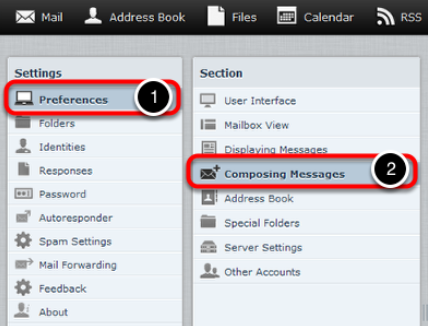 Mail Address Book Files Calendar RSS
Settings
Preferences 1
Folders
Identities
Responses
Password
Autoresponder
Spam Settings
Mail Forwarding
Feedback
About
Section
User Interface
Mailbox View
Displaying Messages
Composing Messages 2
Address Book
Special Folders
Server Settings
Other Accounts